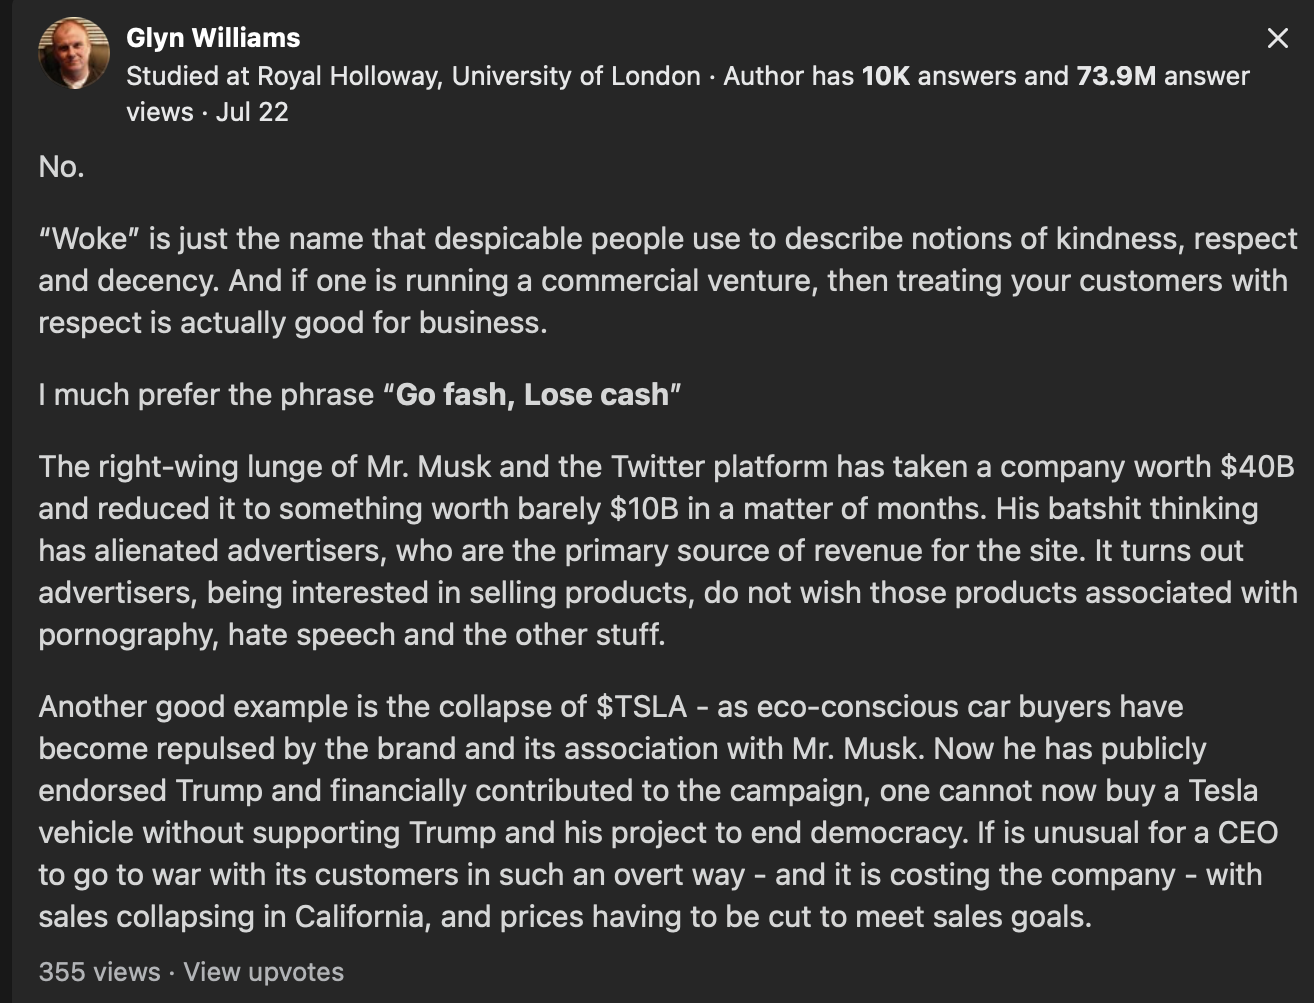 Glyn Williams
Studied at Royal Holloway, University of London · Author has 10K answers and 73.9M answer
views · Jul 22
No.
“Woke” is just the name that despicable people use to describe notions of kindness, respect
and decency. And if one is running a commercial venture, then treating your customers with
respect is actually good for business.
I much prefer the phrase “Go fash, Lose cash”
The right-wing lunge of Mr. Musk and the Twitter platform has taken a company worth $40B
and reduced it to something worth barely $10B in a matter of months. His batshit thinking
has alienated advertisers, who are the primary source of revenue for the site. It turns out
advertisers, being interested in selling products, do not wish those products associated with
pornography, hate speech and the other stuff.
Another good example is the collapse of $TSLA - as eco-conscious car buyers have
become repulsed by the brand and its association with Mr. Musk. Now he has publicly
endorsed Trump and financially contributed to the campaign, one cannot now buy a Tesla
vehicle without supporting Trump and his project to end democracy. If is unusual for a CEO
to go to war with its customers in such an overt way - and it is costing the company - with
sales collapsing in California, and prices having to be cut to meet sales goals.
355 views · View upvotes